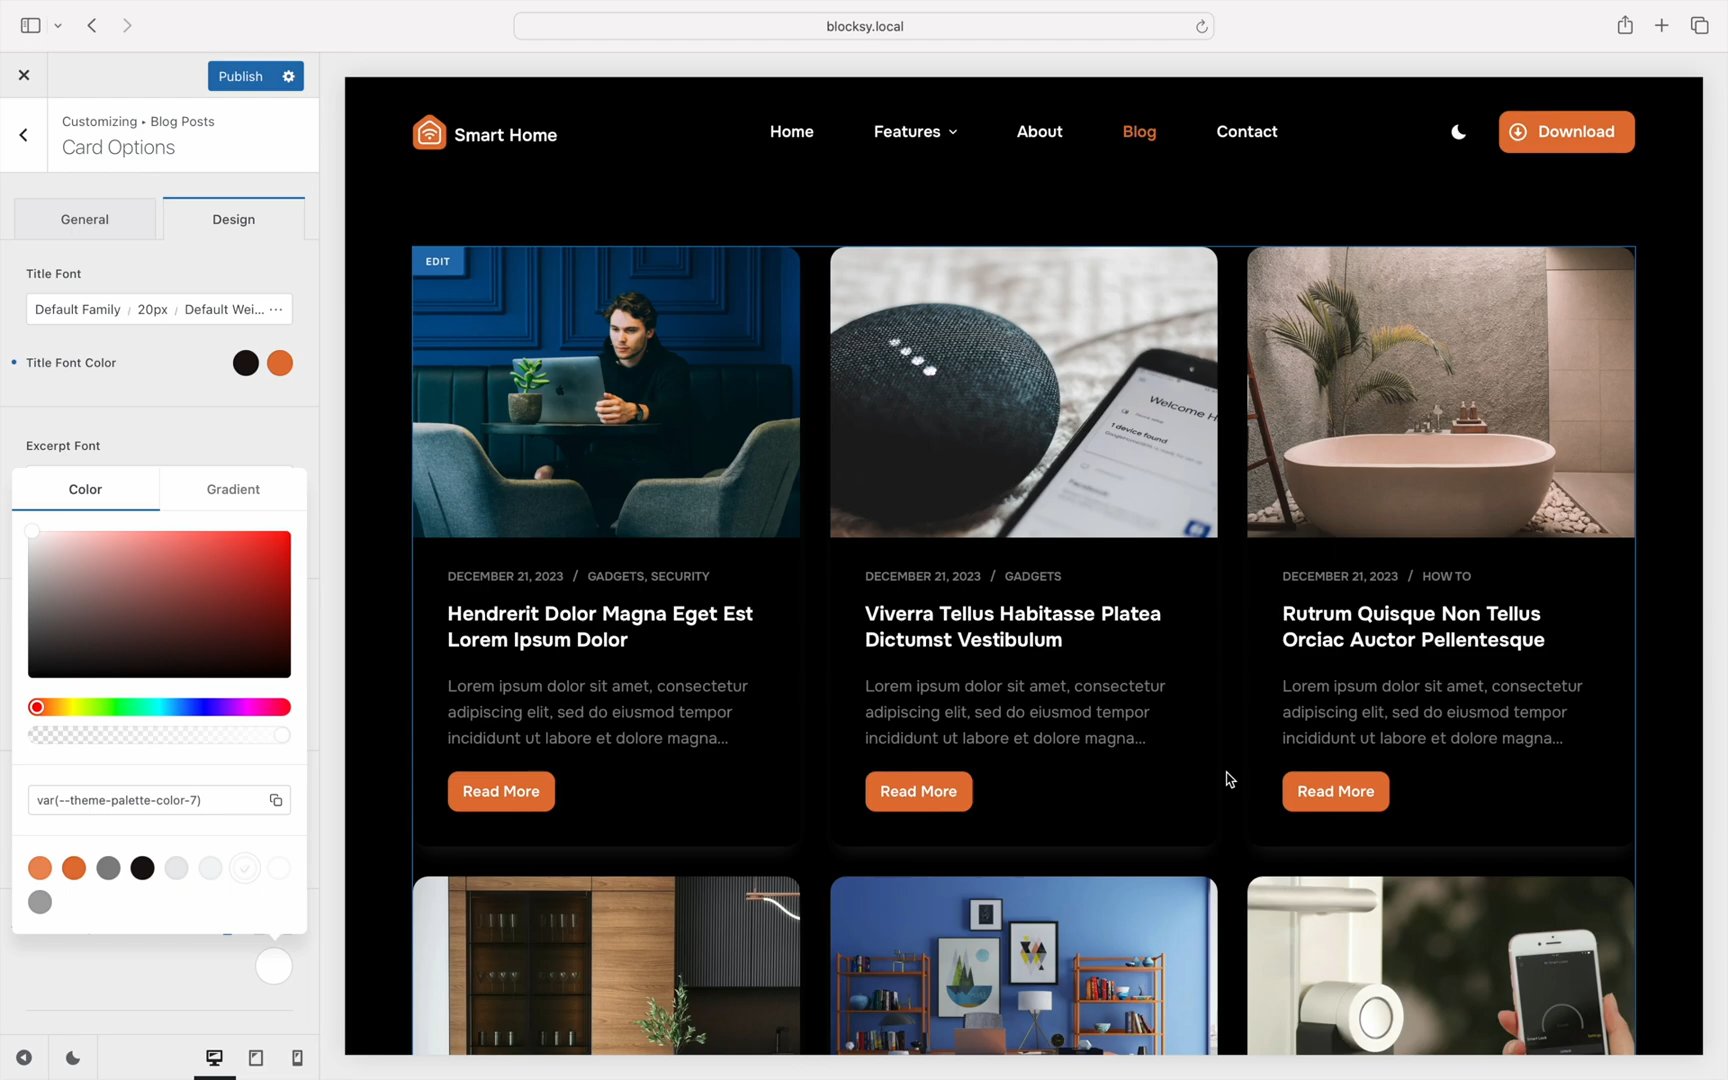 blocksy.local
Publish
Customizing ▸ Blog Posts
Card Options
General
Design
Title Font
Default Family / 20px / Default Wei... ···
Title Font Color
Excerpt Font
Color
Gradient
var(--theme-palette-color-7)
Smart Home
Home
Features
About
Blog
Contact
Download
EDIT
Welcome H
1 device found
DECEMBER 21, 2023 / GADGETS, SECURITY
Hendrerit Dolor Magna Eget Est
Lorem Ipsum Dolor
Lorem ipsum dolor sit amet, consectetur
adipiscing elit, sed do eiusmod tempor
incididunt ut labore et dolore magna...
Read More
DECEMBER 21, 2023 / GADGETS
Viverra Tellus Habitasse Platea
Dictumst Vestibulum
Lorem ipsum dolor sit amet, consectetur
adipiscing elit, sed do eiusmod tempor
incididunt ut labore et dolore magna...
Read More
DECEMBER 21, 2023 / HOW TO
Rutrum Quisque Non Tellus
Orciac Auctor Pellentesque
Lorem ipsum dolor sit amet, consectetur
adipiscing elit, sed do eiusmod tempor
incididunt ut labore et dolore magna...
Read More